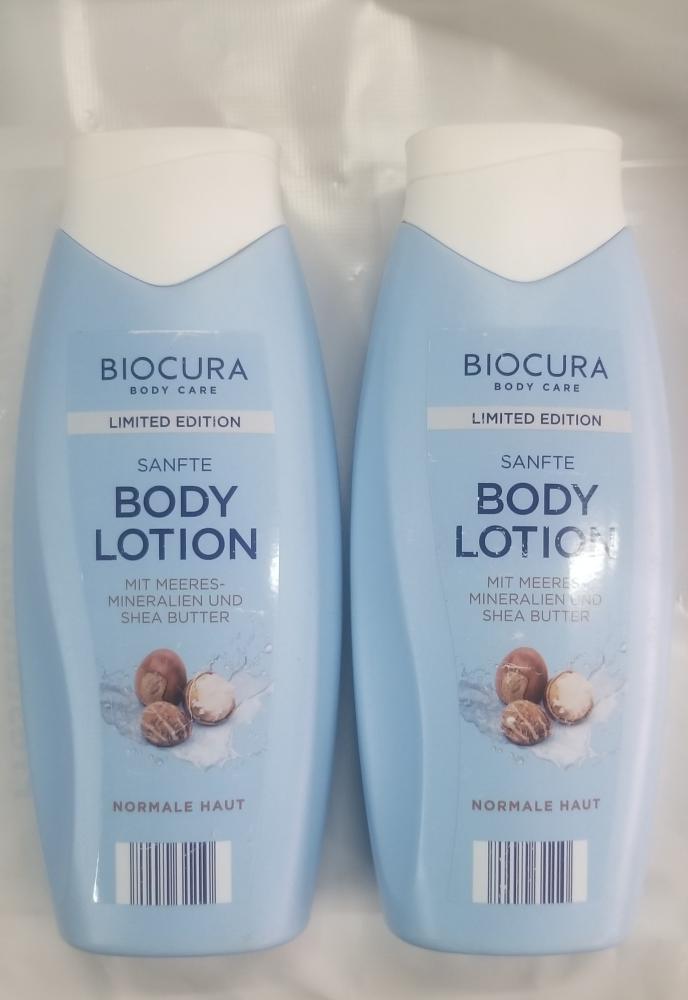 BIOCURA
BODY CARE
LIMITED EDITION
SANFTE
BODY
LOTION
MIT MEERES-
MINERALIEN UND
SHEA BUTTER
NORMALE HAUT
BIOCURA
BODY CARE
LIMITED EDITION
SANFTE
BODY
LOTION
MIT MEERES-
MINERALIEN UND
SHEA BUTTER
NORMALE HAUT